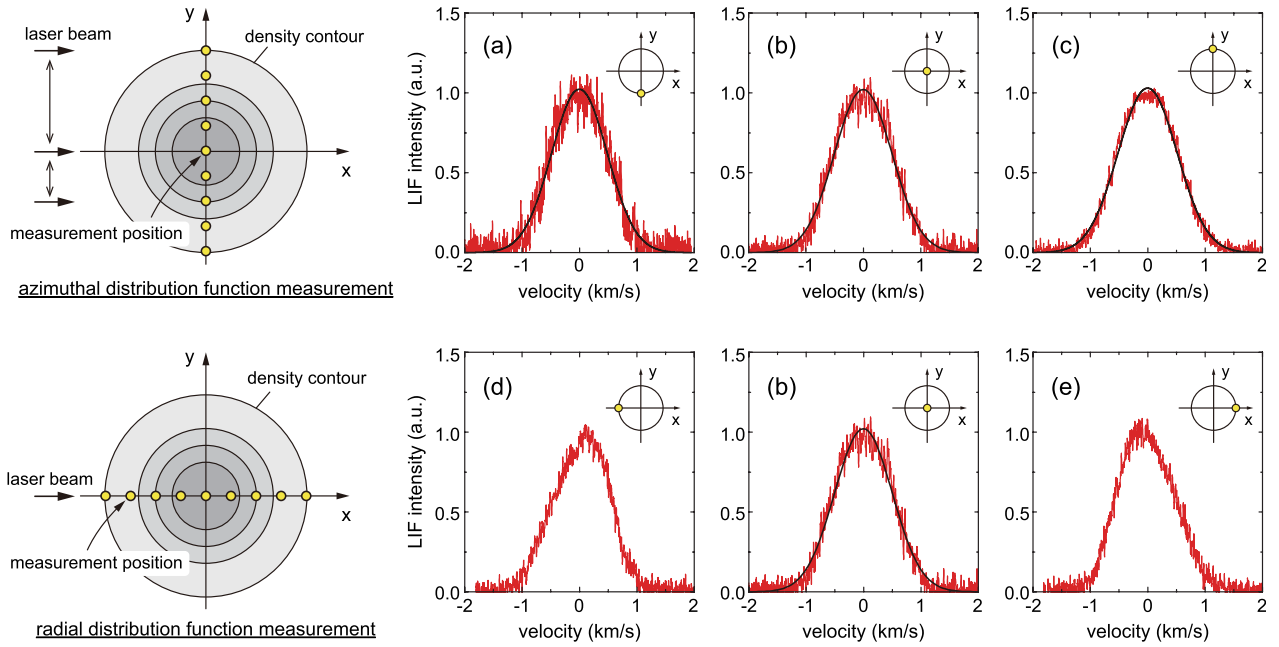 y
laser beam
density contour
x
measurement position
azimuthal distribution function measurement
LIF intensity (a.u.)
1.5
1.0
0.5
0.0
(a)
y
x
-2 -1 0 1 2
velocity (km/s)
1.5
1.0
0.5
0.0
(b)
y
x
-2 -1 0 1 2
velocity (km/s)
1.5
1.0
0.5
0.0
(c)
y
x
-2 -1 0 1 2
velocity (km/s)
y
density contour
laser beam
x
measurement position
radial distribution function measurement
LIF intensity (a.u.)
1.5
1.0
0.5
0.0
(d)
y
x
-2 -1 0 1 2
velocity (km/s)
1.5
1.0
0.5
0.0
(b)
y
x
-2 -1 0 1 2
velocity (km/s)
1.5
1.0
0.5
0.0
(e)
y
x
-2 -1 0 1 2
velocity (km/s)